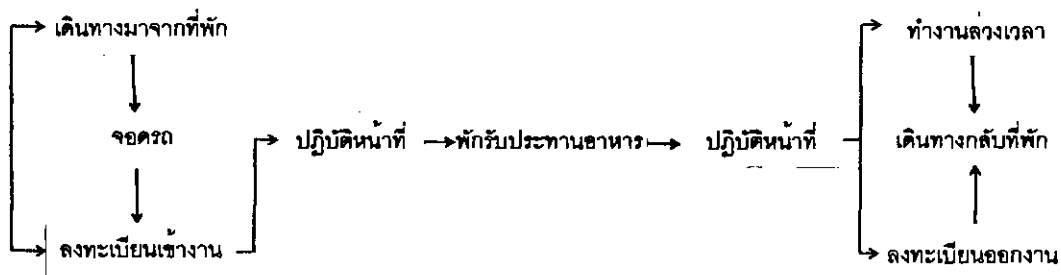 เดินทางมาจากที่พัก
ทำงานล่วงเวลา
จอดรถ
ปฏิบัติหน้าที่
พักรับประทานอาหาร
ปฏิบัติหน้าที่
เดินทางกลับที่พัก
ลงทะเบียนเข้างาน
ลงทะเบียนออกงาน